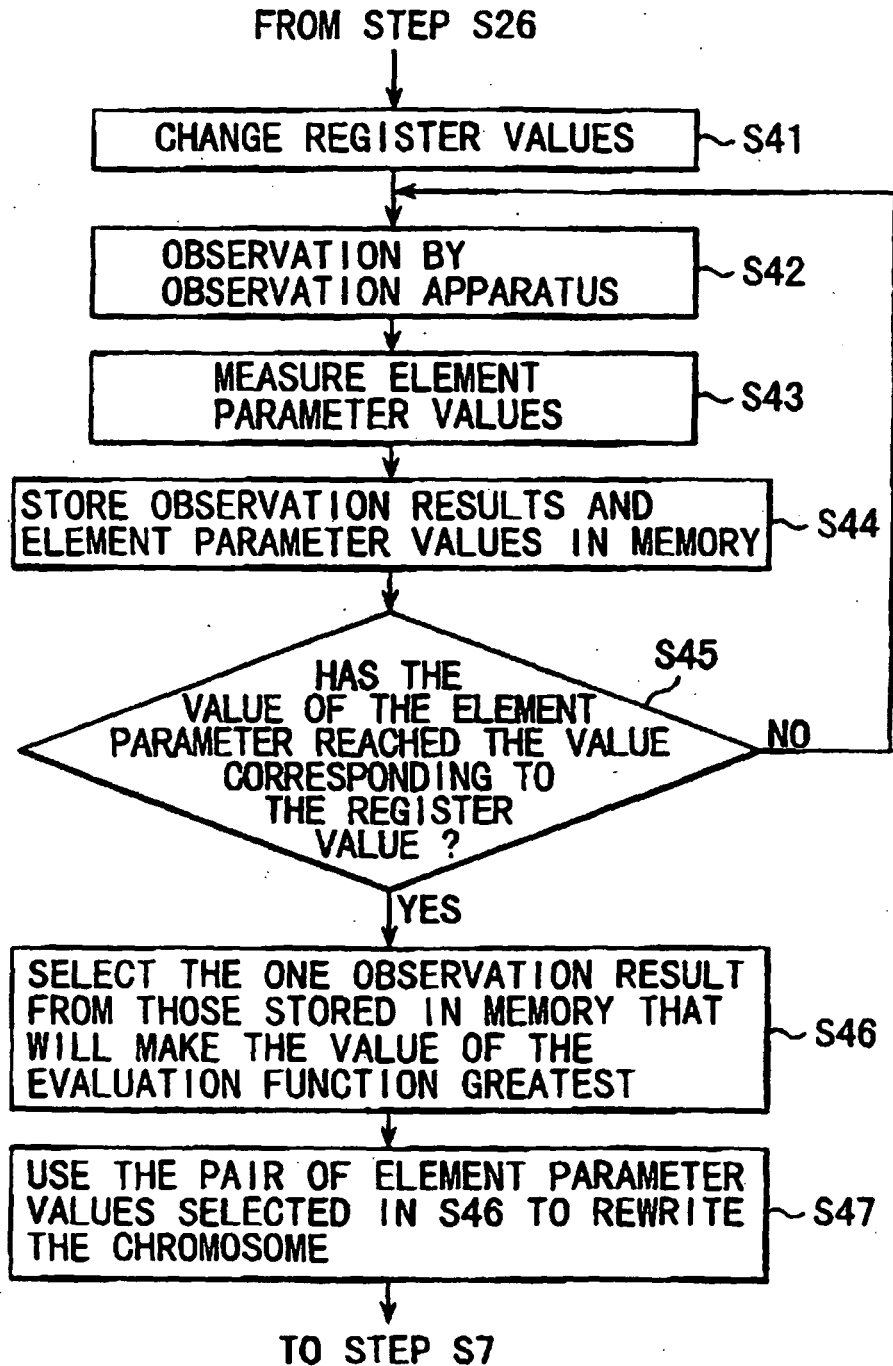 FROM STEP S26
CHANGE REGISTER VALUES
S41
OBSERVATION BY
OBSERVATION APPARATUS
S42
MEASURE ELEMENT
PARAMETER VALUES
S43
STORE OBSERVATION RESULTS AND
ELEMENT PARAMETER VALUES IN MEMORY
S44
S45
HAS THE
VALUE OF THE ELEMENT
PARAMETER REACHED THE VALUE
CORRESPONDING TO
THE REGISTER
VALUE ?
NO
YES
SELECT THE ONE OBSERVATION RESULT
FROM THOSE STORED IN MEMORY THAT
WILL MAKE THE VALUE OF THE
EVALUATION FUNCTION GREATEST
S46
USE THE PAIR OF ELEMENT PARAMETER
VALUES SELECTED IN S46 TO REWRITE
THE CHROMOSOME
S47
TO STEP S7